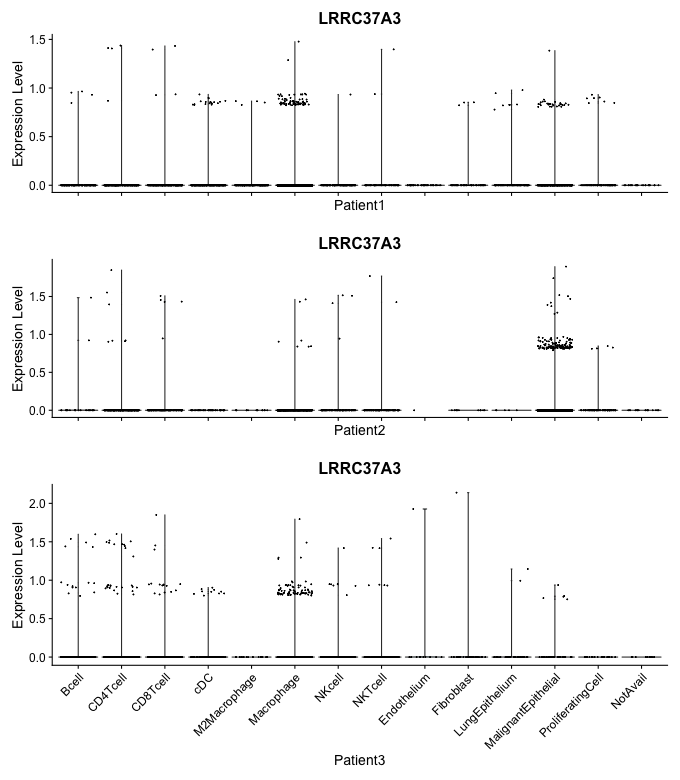 LRRC37A3
Expression Level
1.5
1.0
0.5
0.0
Patient1
LRRC37A3
Expression Level
1.5
1.0
0.5
0.0
Patient2
LRRC37A3
Expression Level
2.0
1.5
1.0
0.5
0.0
Bcell
CD4Tcell
CD8Tcell
cDC
M2Macrophage
Macrophage
NKcell
NKTcell
Endothelium
Fibroblast
LungEpithelium
MalignantEpithelial
ProliferatingCell
NotAvail
Patient3